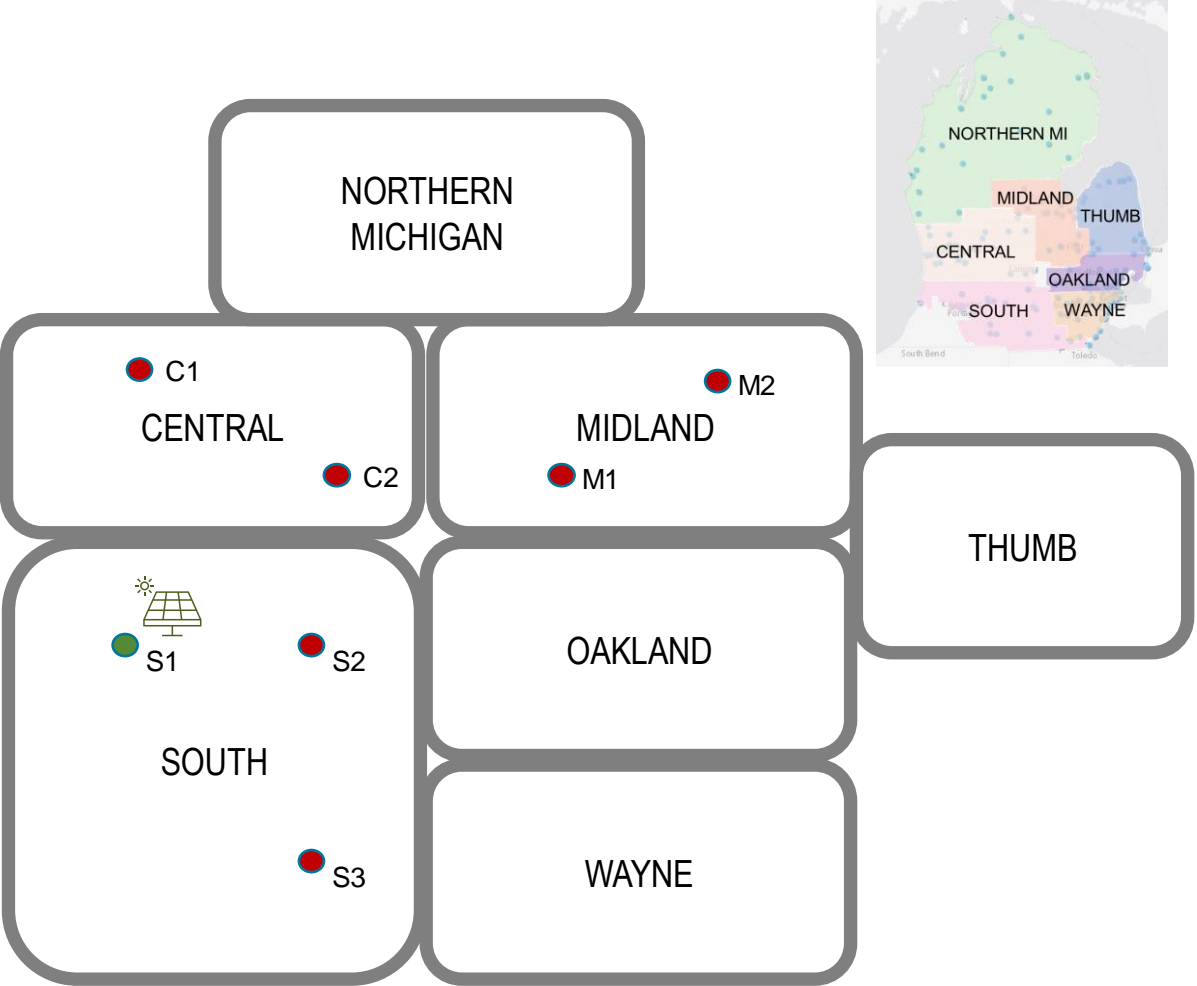 NORTHERN
MICHIGAN
CENTRAL
C1
C2
MIDLAND
M2
M1
THUMB
SOUTH
S1
S2
S3
OAKLAND
WAYNE
NORTHERN MI
MIDLAND
THUMB
CENTRAL
OAKLAND
SOUTH
WAYNE
South Bend
Toledo